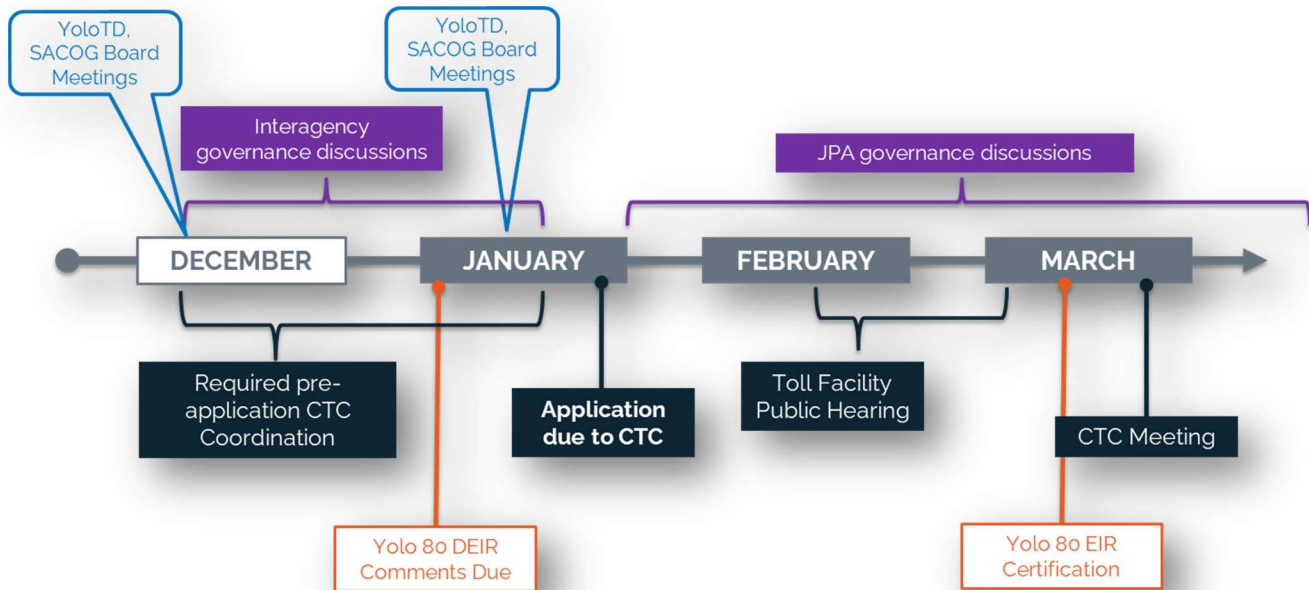 YoloTD,
SACOG Board
Meetings
YoloTD,
SACOG Board
Meetings
Interagency
governance discussions
JPA governance discussions
DECEMBER
JANUARY
FEBRUARY
MARCH
Required pre-
application CTC
Coordination
Application
due to CTC
Toll Facility
Public Hearing
CTC Meeting
Yolo 80 DEIR
Comments Due
Yolo 80 EIR
Certification